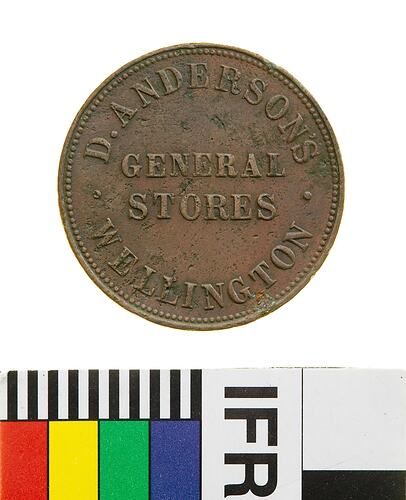 D. ANDERSON'S
GENERAL
STORES
WELLINGTON
IFR